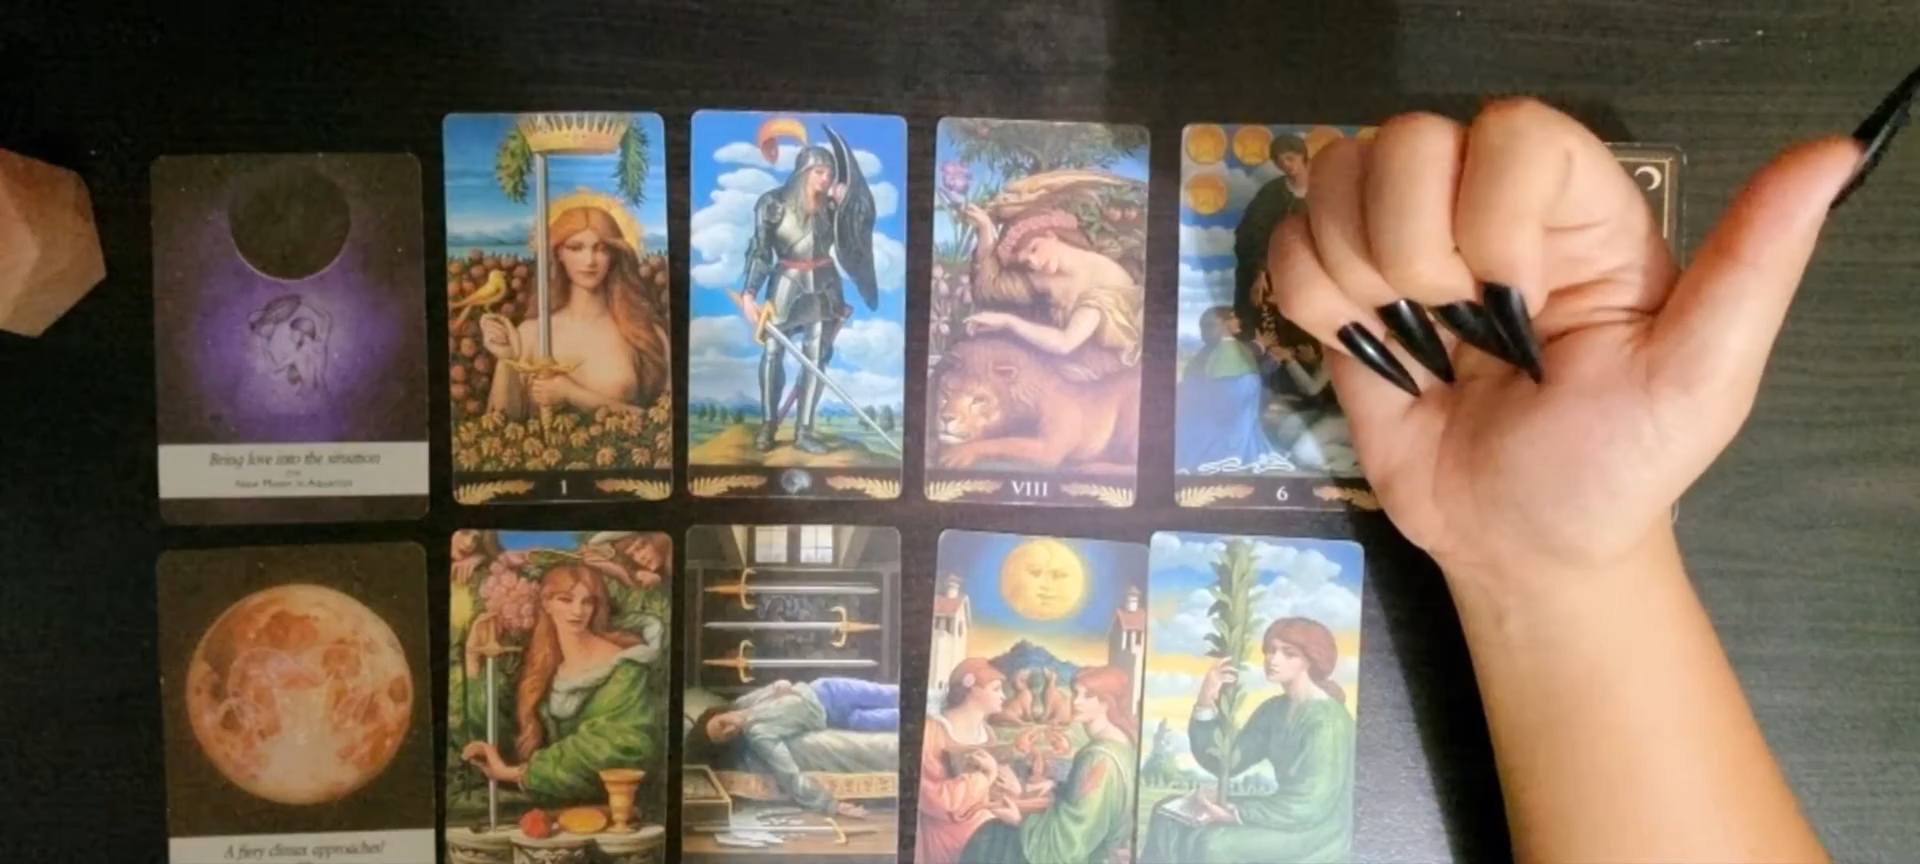 Bring love into the situation
New Moon in Aquarius
1
VIII
6
A fiery climax approaches!